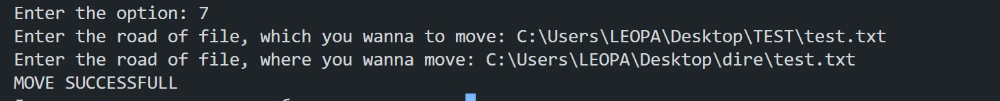 Enter the option: 7
Enter the road of file, which you wanna to move: C:\Users\LEOPA\Desktop\TEST\test.txt
Enter the road of file, where you wanna move: C:\Users\LEOPA\Desktop\dire\test.txt
MOVE SUCCESSFULL